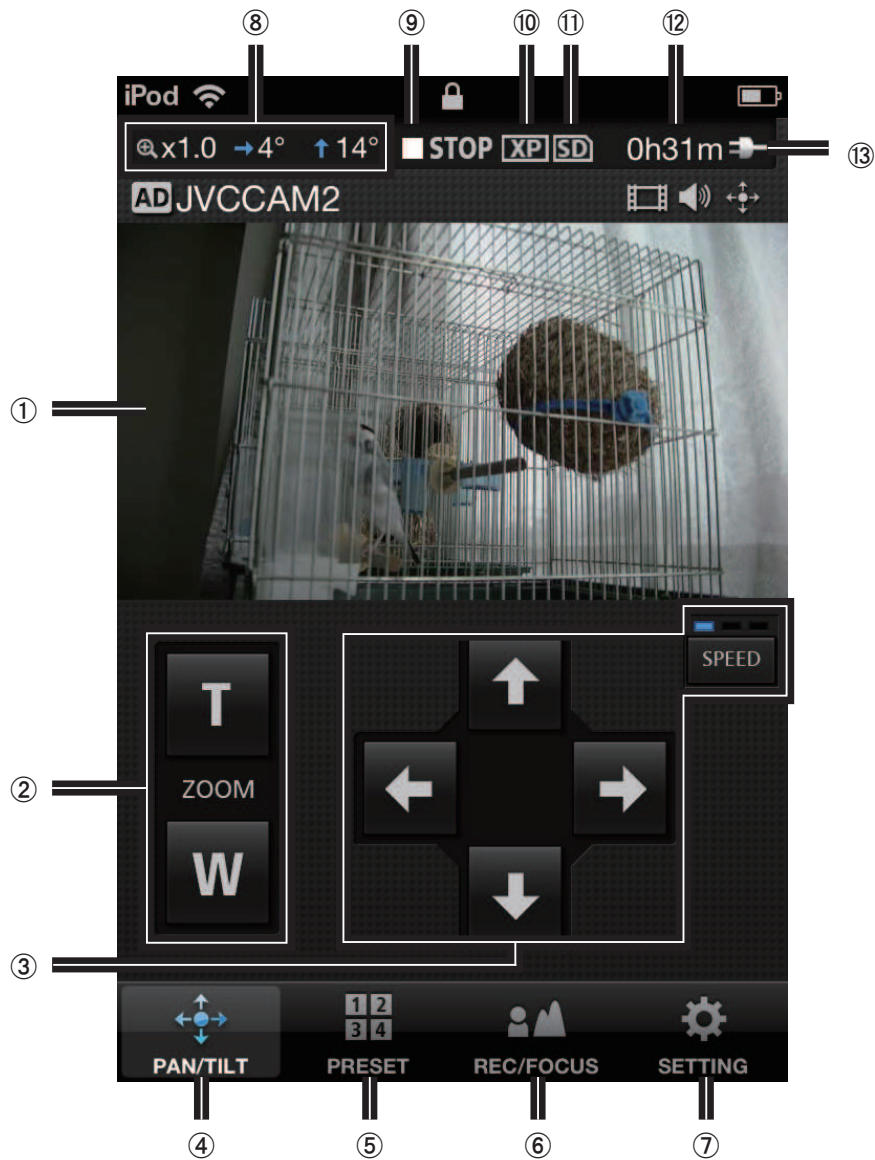 ⑧ ⑨ ⑩ ⑪ ⑫
iPod
x1.0 → 4° ↑ 14° STOP XP SD 0h31m ⑬
AD JVCCAM2
①
SPEED
T
② ZOOM
W
③
1 2
3 4
PAN/TILT PRESET REC/FOCUS SETTING
④ ⑤ ⑥ ⑦